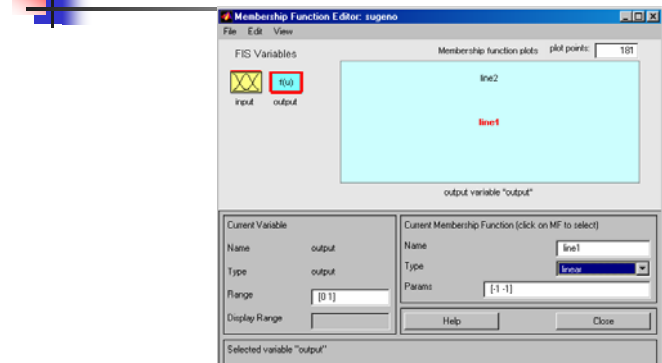 Membership Function Editor: sugeno
File Edit View
FIS Variables
Membership function plots plot points: 181
f(u)
input output
line2
line1
output variable "output"
Current Variable
Name output
Type output
Range [0 1]
Display Range
Current Membership Function (click on MF to select)
Name line1
Type linear
Params [-1 -1]
Help Close
Selected variable "output"